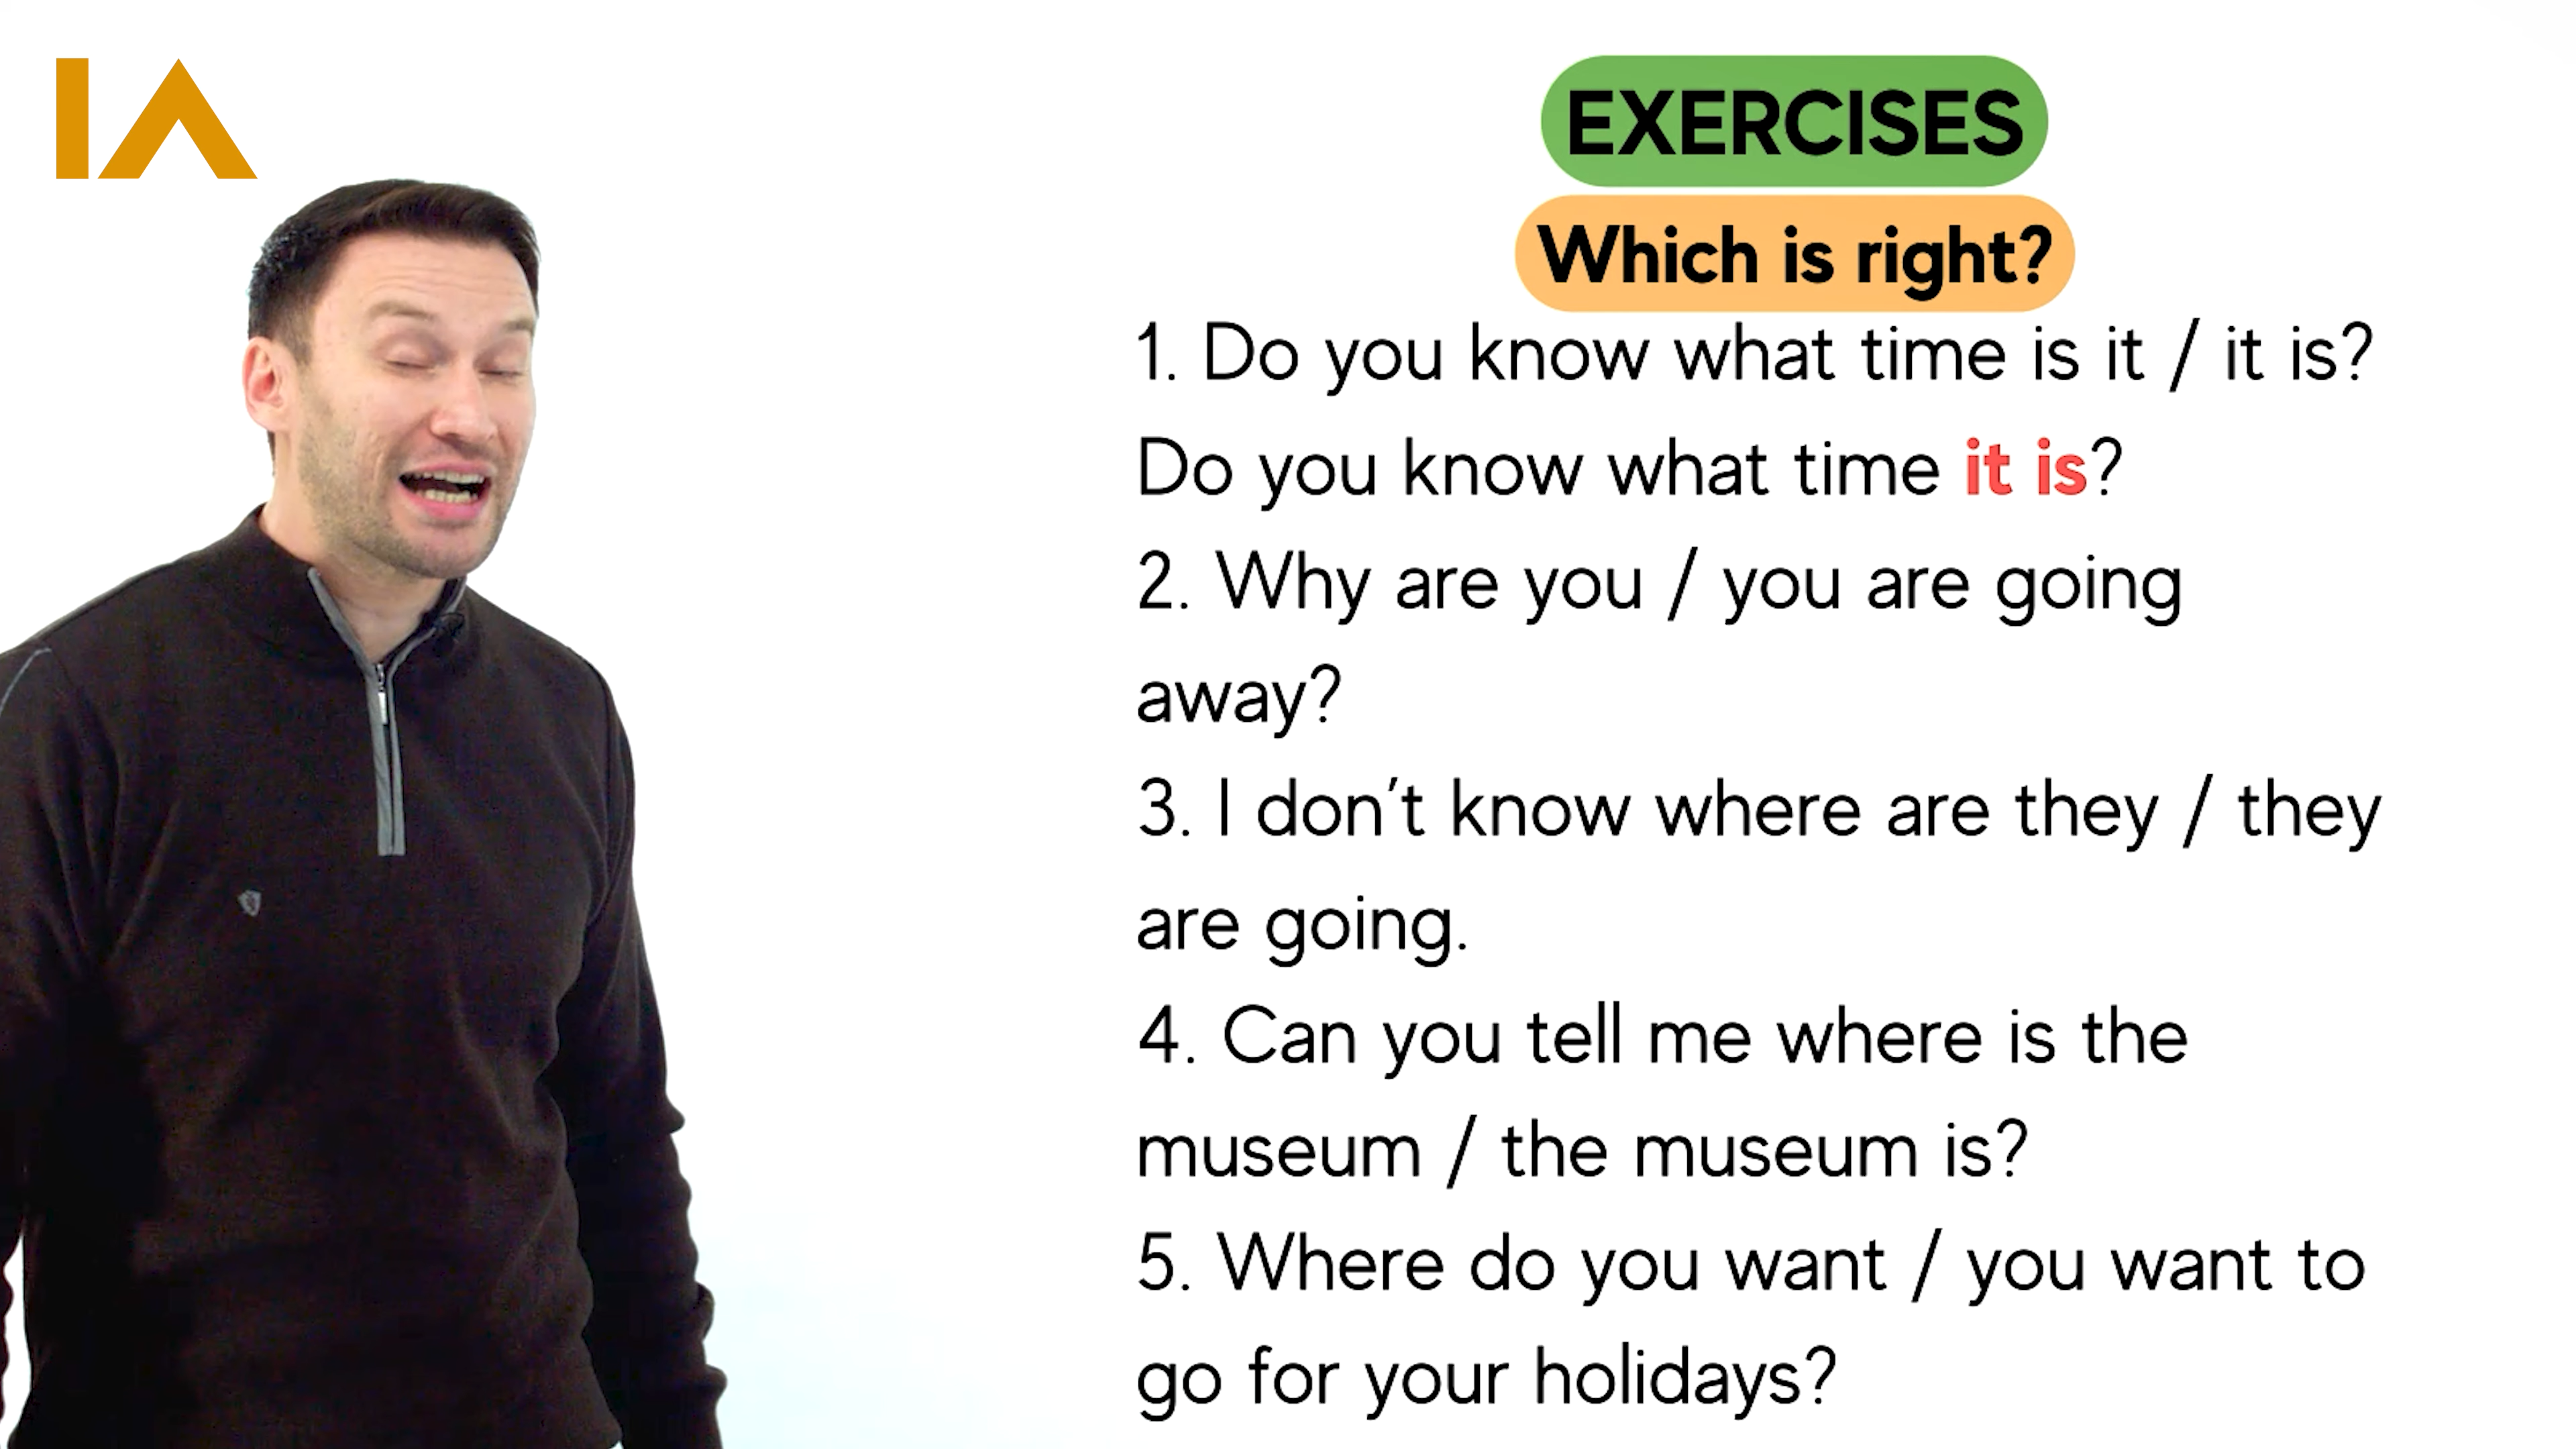 IA
EXERCISES
Which is right?
1. Do you know what time is it / it is?
Do you know what time it is?
2. Why are you / you are going
away?
3. I don’t know where are they / they
are going.
4. Can you tell me where is the
museum / the museum is?
5. Where do you want / you want to
go for your holidays?